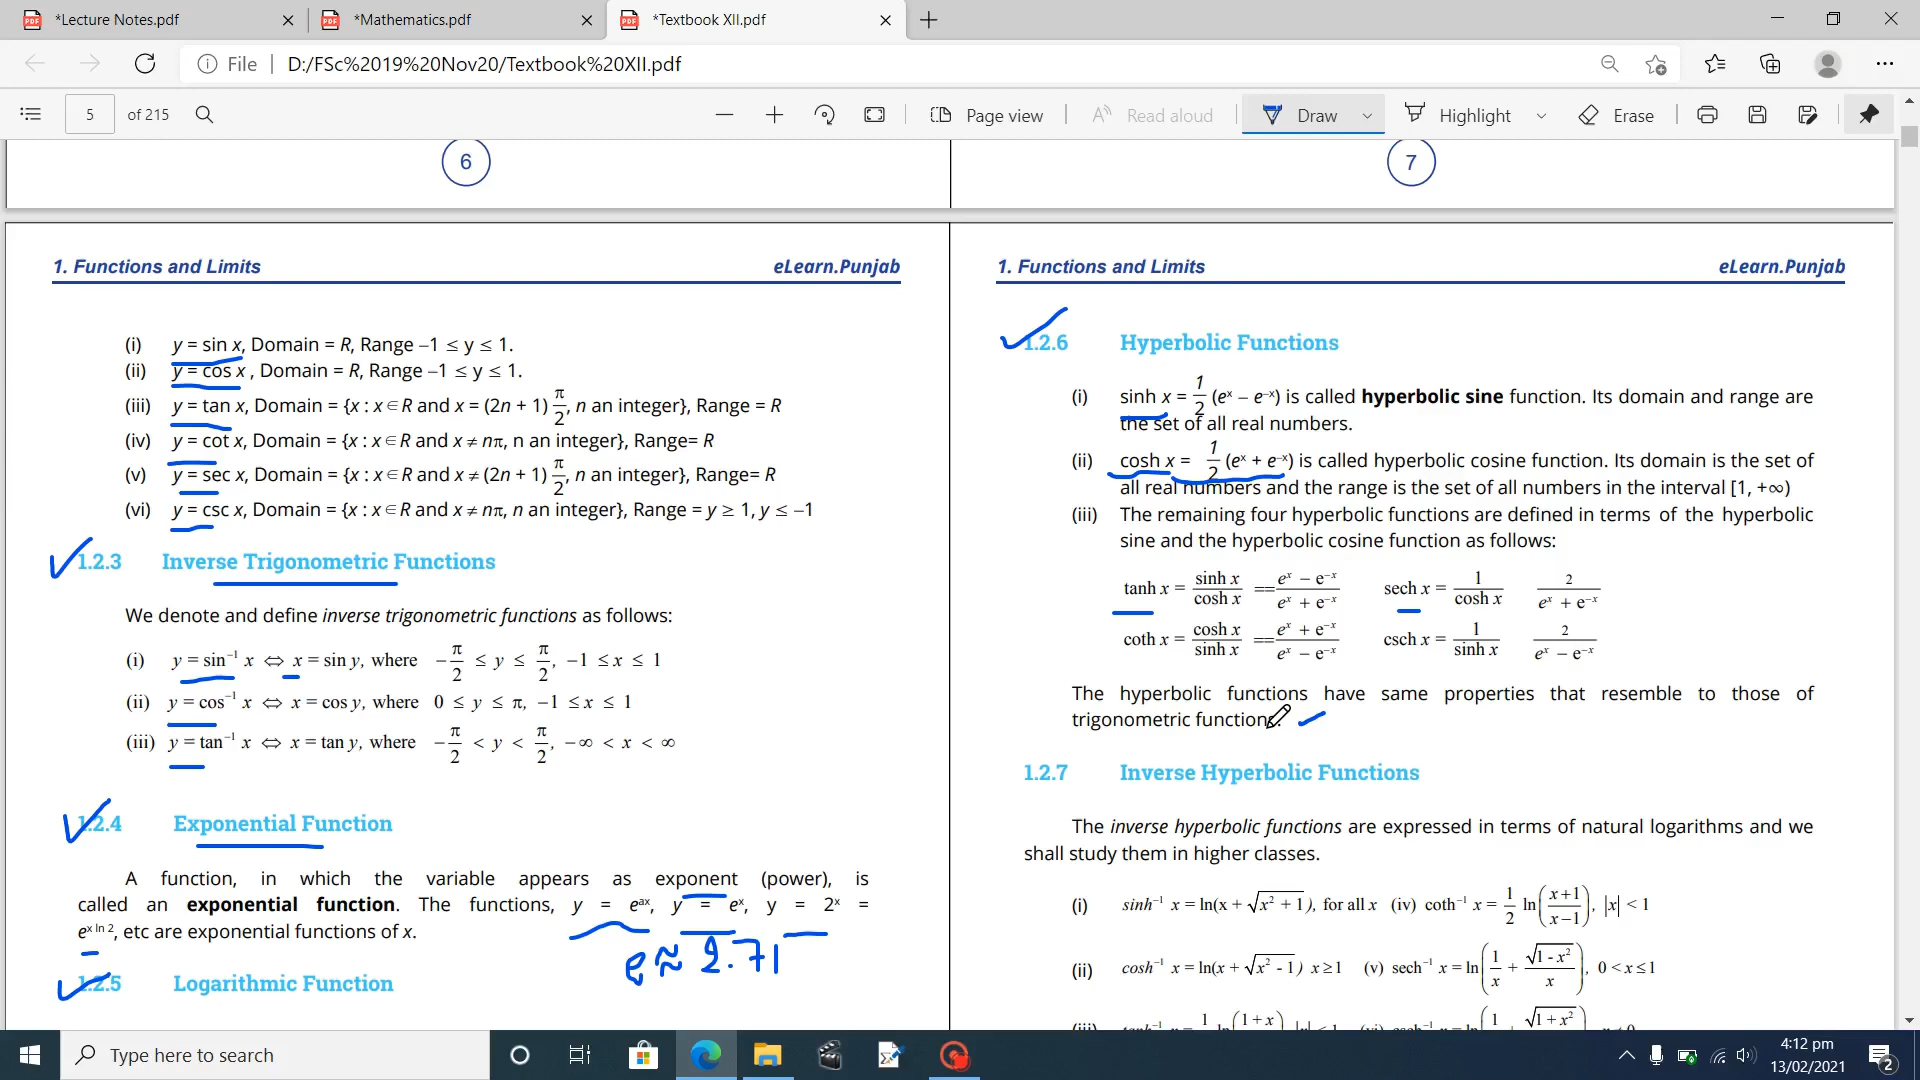 *Lecture Notes.pdf
*Mathematics.pdf
*Textbook XII.pdf
File | D:/FSc%2019%20Nov20/Textbook%20XII.pdf
5 of 215
Page view
Read aloud
Draw
Highlight
Erase
6
7
1. Functions and Limits
eLearn.Punjab
(i) y = sin x, Domain = R, Range –1 ≤ y ≤ 1.
(ii) y = cos x , Domain = R, Range –1 ≤ y ≤ 1.
(iii) y = tan x, Domain = {x : x ∈ R and x = (2n + 1) π/2, n an integer}, Range = R
(iv) y = cot x, Domain = {x : x ∈ R and x ≠ nπ, n an integer}, Range= R
(v) y = sec x, Domain = {x : x ∈ R and x ≠ (2n + 1) π/2, n an integer}, Range= R
(vi) y = csc x, Domain = {x : x ∈ R and x ≠ nπ, n an integer}, Range = y ≥ 1, y ≤ –1
1.2.3 Inverse Trigonometric Functions
We denote and define inverse trigonometric functions as follows:
(i) y = sin⁻¹ x ⇔ x = sin y, where -π/2 ≤ y ≤ π/2, -1 ≤ x ≤ 1
(ii) y = cos⁻¹ x ⇔ x = cos y, where 0 ≤ y ≤ π, -1 ≤ x ≤ 1
(iii) y = tan⁻¹ x ⇔ x = tan y, where -π/2 < y < π/2, -∞ < x < ∞
1.2.4 Exponential Function
A function, in which the variable appears as exponent (power), is
called an exponential function. The functions, y = eᵃˣ, y = eˣ, y = 2ˣ =
e^(x ln 2), etc are exponential functions of x.
e ≈ 2.71
1.2.5 Logarithmic Function
1. Functions and Limits
eLearn.Punjab
1.2.6 Hyperbolic Functions
(i) sinh x = 1/2 (eˣ – e⁻ˣ) is called hyperbolic sine function. Its domain and range are
the set of all real numbers.
(ii) cosh x = 1/2 (eˣ + e⁻ˣ) is called hyperbolic cosine function. Its domain is the set of
all real numbers and the range is the set of all numbers in the interval [1, +∞)
(iii) The remaining four hyperbolic functions are defined in terms of the hyperbolic
sine and the hyperbolic cosine function as follows:
tanh x = sinh x / cosh x == (eˣ – e⁻ˣ) / (eˣ + e⁻ˣ) sech x = 1 / cosh x 2 / (eˣ + e⁻ˣ)
coth x = cosh x / sinh x == (eˣ + e⁻ˣ) / (eˣ – e⁻ˣ) csch x = 1 / sinh x 2 / (eˣ – e⁻ˣ)
The hyperbolic functions have same properties that resemble to those of
trigonometric function
1.2.7 Inverse Hyperbolic Functions
The inverse hyperbolic functions are expressed in terms of natural logarithms and we
shall study them in higher classes.
(i) sinh⁻¹ x = ln(x + √(x² + 1)), for all x (iv) coth⁻¹ x = 1/2 ln((x+1)/(x−1)), |x| < 1
(ii) cosh⁻¹ x = ln(x + √(x² - 1)) x ≥ 1 (v) sech⁻¹ x = ln(1/x + √(1 - x²)/x), 0 < x ≤ 1
Type here to search
4:12 pm
13/02/2021
2